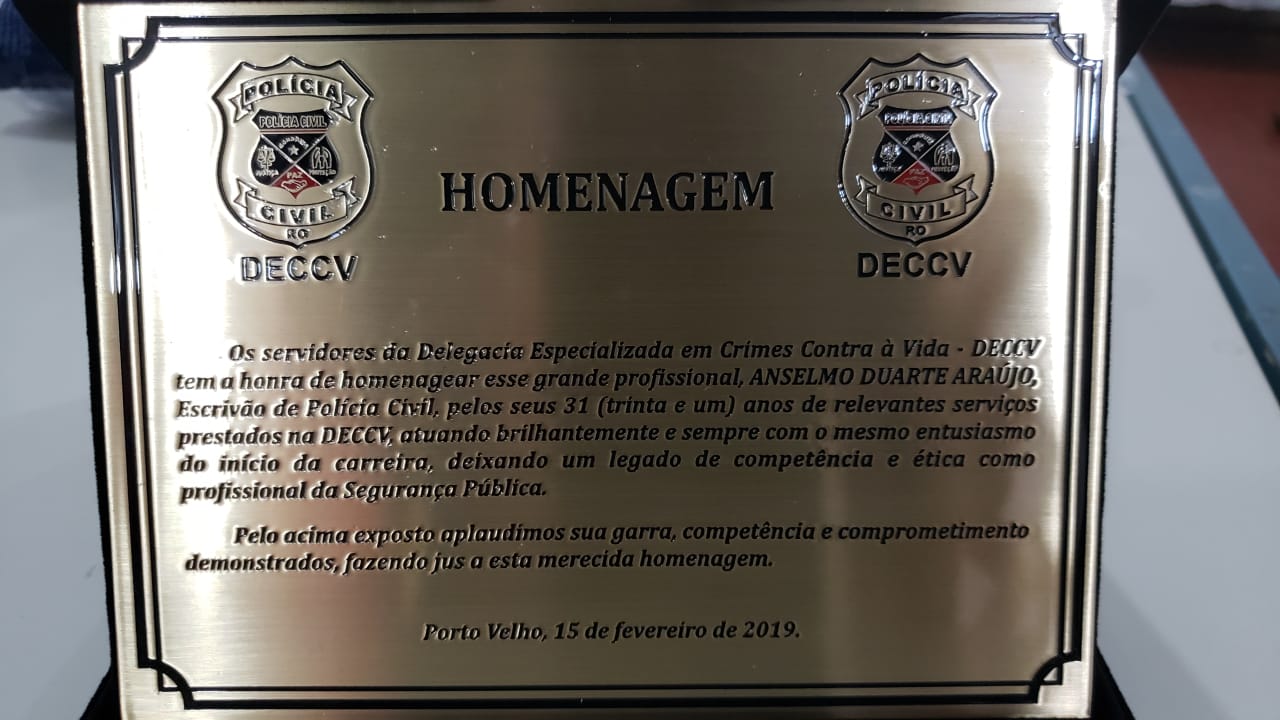 POLÍCIA
POLÍCIA CIVIL
JUSTIÇA
PAZ
PROTEÇÃO
CIVIL
RO
DECCV
HOMENAGEM
POLÍCIA
POLÍCIA CIVIL
PAZ
CIVIL
RO
DECCV
Os servidores da Delegacia Especializada em Crimes Contra à Vida - DECCV
tem a honra de homenagear esse grande profissional, ANSELMO DUARTE ARAÚJO,
Escrivão de Polícia Civil, pelos seus 31 (trinta e um) anos de relevantes serviços
prestados na DECCV, atuando brilhantemente e sempre com o mesmo entusiasmo
do início da carreira, deixando um legado de competência e ética como
profissional da Segurança Pública.
Pelo acima exposto aplaudimos sua garra, competência e comprometimento
demonstrados, fazendo jus a esta merecida homenagem.
Porto Velho, 15 de fevereiro de 2019.